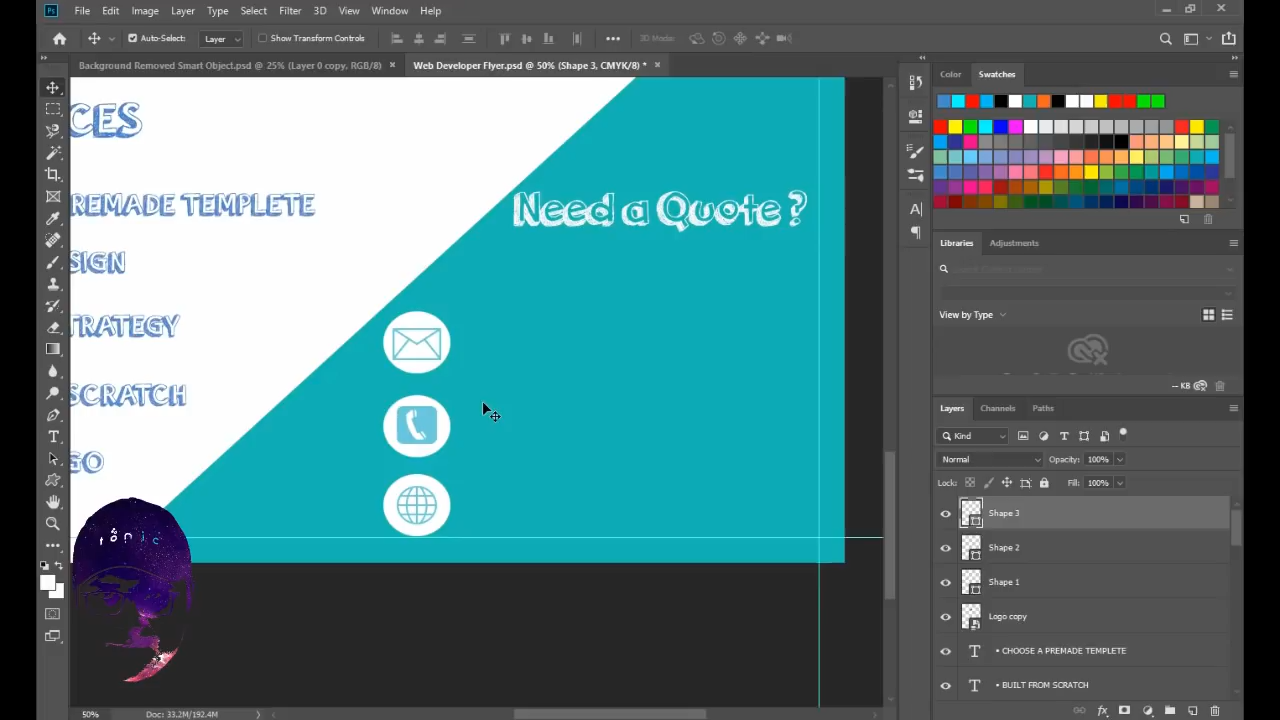 File Edit Image Layer Type Select Filter 3D View Window Help
Auto-Select: Layer Show Transform Controls 3D Mode:
Background Removed Smart Object.psd @ 25% (Layer 0 copy, RGB/8) Web Developer Flyer.psd @ 50% (Shape 3, CMYK/8) *
Color Swatches
CES
REMADE TEMPLETE
SIGN
TRATEGY
SCRATCH
GO
Need a Quote ?
tonic
Libraries Adjustments
View by Type
-- KB
Layers Channels Paths
Kind
Normal Opacity: 100%
Lock: Fill: 100%
Shape 3
Shape 2
Shape 1
Logo copy
• CHOOSE A PREMADE TEMPLETE
• BUILT FROM SCRATCH
50% Doc: 33.2M/192.4M